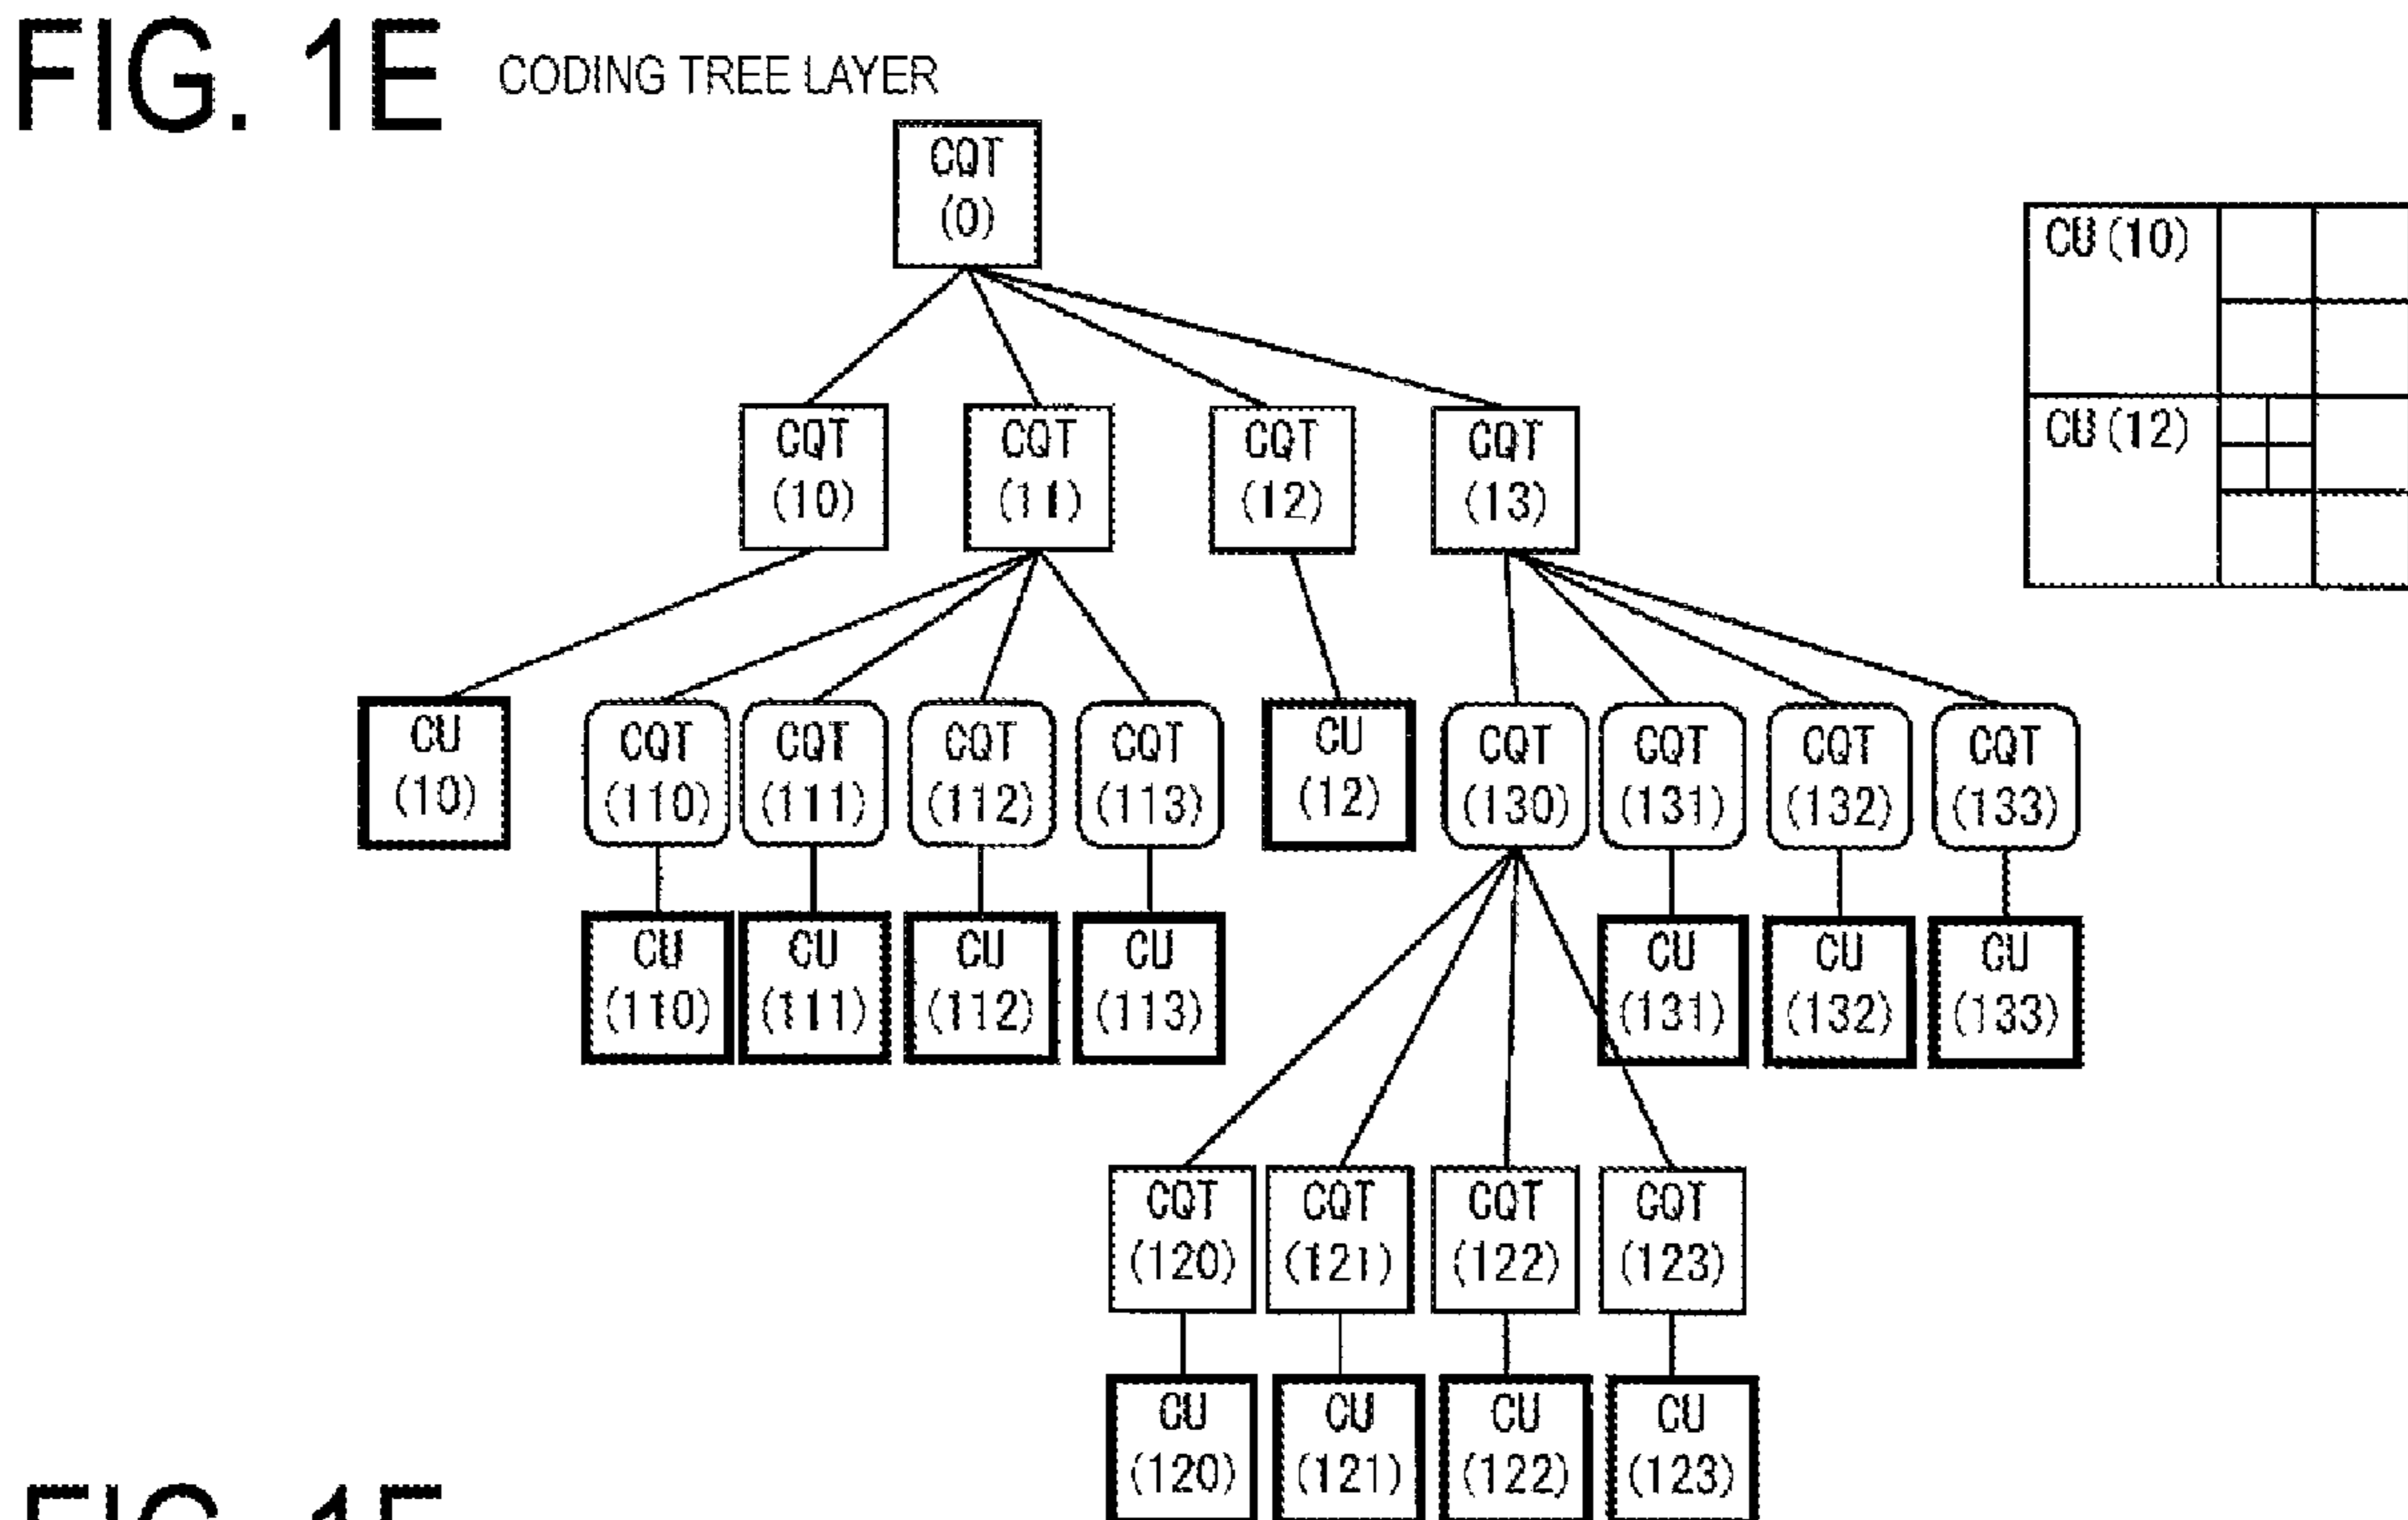 FIG. 1E CODING TREE LAYER
CQT
(0)
CU (10)
CU (12)
CQT
(10)
CQT
(11)
CQT
(12)
CQT
(13)
CU
(10)
CQT
(110)
CQT
(111)
CQT
(112)
CQT
(113)
CU
(12)
CQT
(130)
CQT
(131)
CQT
(132)
CQT
(133)
CU
(110)
CU
(111)
CU
(112)
CU
(113)
CU
(131)
CU
(132)
CU
(133)
CQT
(120)
CQT
(121)
CQT
(122)
CQT
(123)
CU
(120)
CU
(121)
CU
(122)
CU
(123)